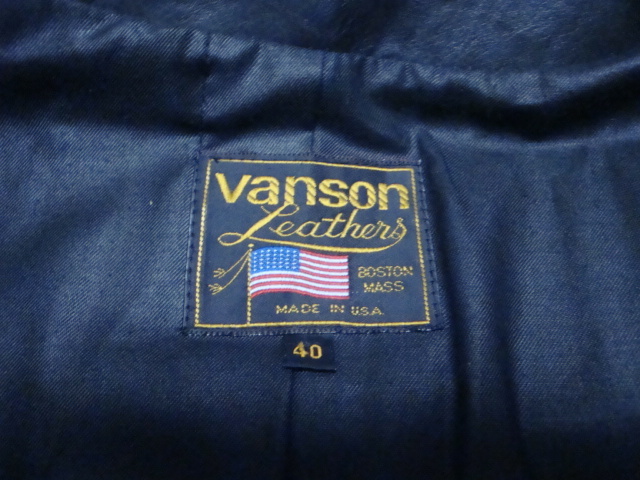 vanson
Leathers
BOSTON
MASS
MADE IN U.S.A.
40